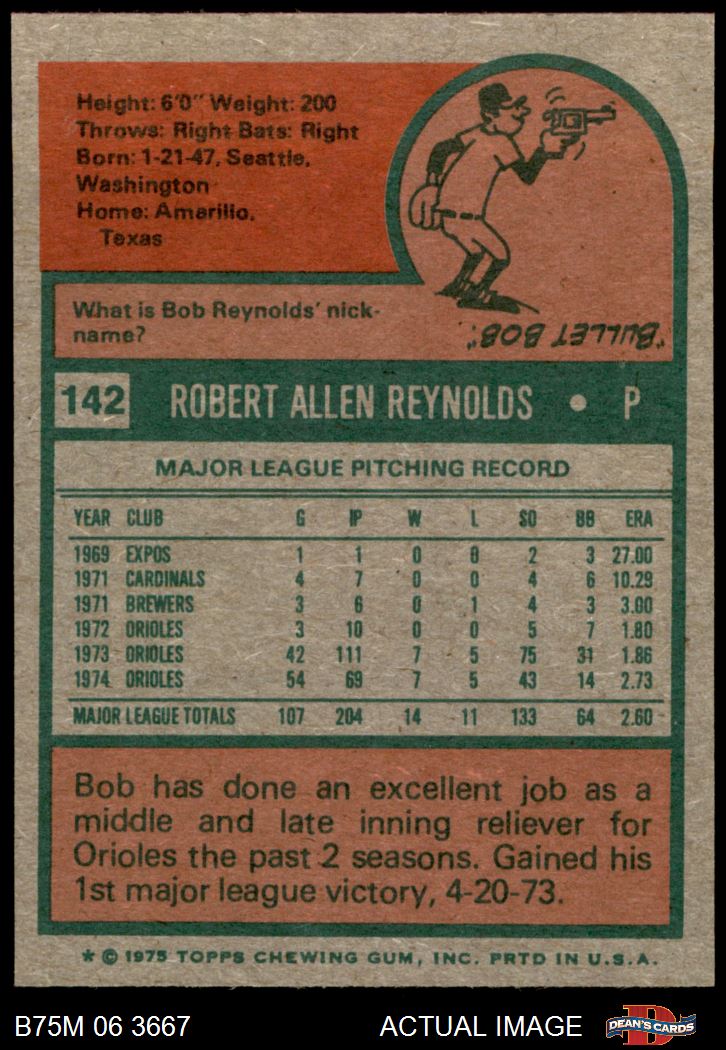 Height: 6'0" Weight: 200
Throws: Right Bats: Right
Born: 1-21-47, Seattle,
Washington
Home: Amarillo,
Texas
What is Bob Reynolds' nick-
name?
"BULLET BOB".
142 ROBERT ALLEN REYNOLDS • P
MAJOR LEAGUE PITCHING RECORD
YEAR CLUB G IP W L SO BB ERA
1969 EXPOS 1 1 0 0 2 3 27.00
1971 CARDINALS 4 7 0 0 4 6 10.29
1971 BREWERS 3 6 0 1 4 3 3.00
1972 ORIOLES 3 10 0 0 5 7 1.80
1973 ORIOLES 42 111 7 5 75 31 1.86
1974 ORIOLES 54 69 7 5 43 14 2.73
MAJOR LEAGUE TOTALS 107 204 14 11 133 64 2.60
Bob has done an excellent job as a
middle and late inning reliever for
Orioles the past 2 seasons. Gained his
1st major league victory, 4-20-73.
* © 1975 TOPPS CHEWING GUM, INC. PRTD IN U.S.A.
B75M 06 3667 ACTUAL IMAGE D DEAN'S CARDS